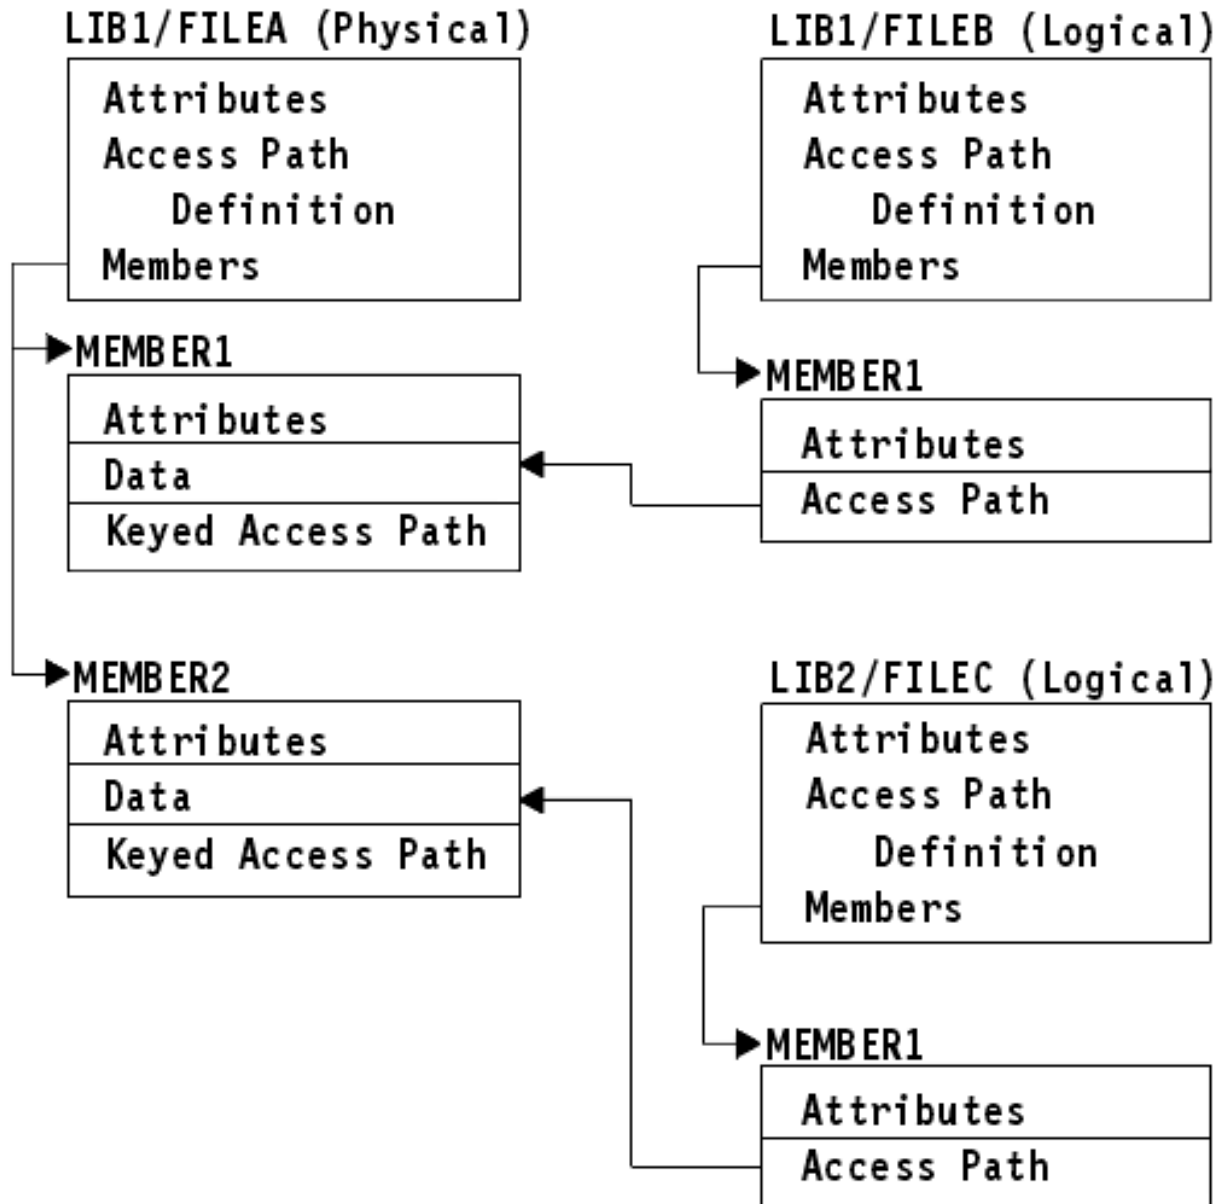 LIB1/FILEA (Physical)
Attributes
Access Path
Definition
Members
MEMBER1
Attributes
Data
Keyed Access Path
MEMBER2
Attributes
Data
Keyed Access Path
LIB1/FILEB (Logical)
Attributes
Access Path
Definition
Members
MEMBER1
Attributes
Access Path
LIB2/FILEC (Logical)
Attributes
Access Path
Definition
Members
MEMBER1
Attributes
Access Path